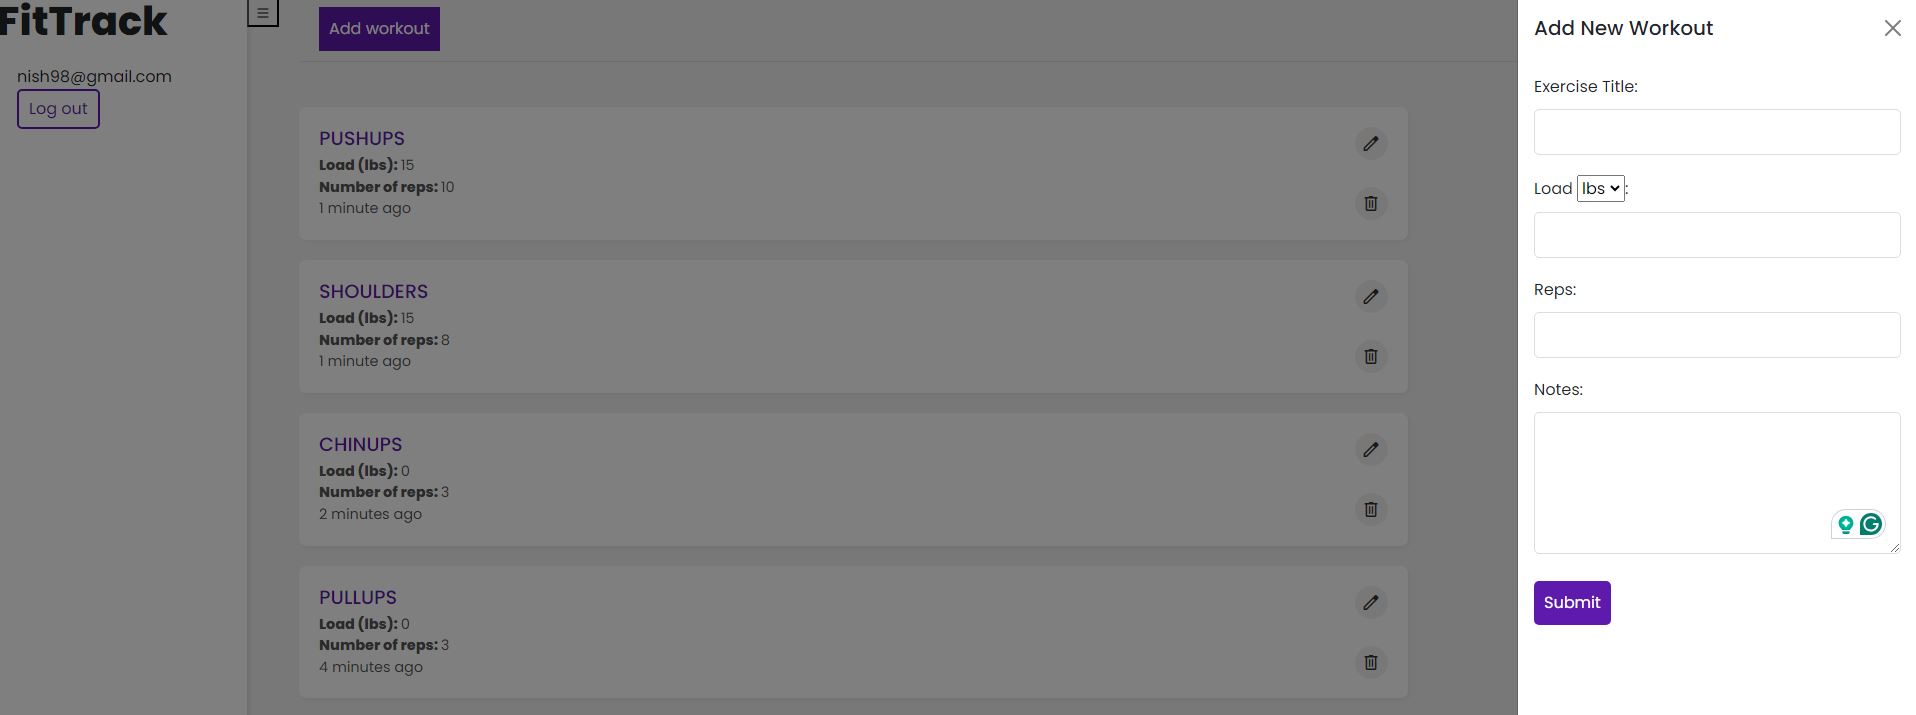 FitTrack
nish98@gmail.com
Log out
Add workout
PUSHUPS
Load (lbs): 15
Number of reps: 10
1 minute ago
SHOULDERS
Load (lbs): 15
Number of reps: 8
1 minute ago
CHINUPS
Load (lbs): 0
Number of reps: 3
2 minutes ago
PULLUPS
Load (lbs): 0
Number of reps: 3
4 minutes ago
Add New Workout
Exercise Title:
Load lbs :
Reps:
Notes:
Submit